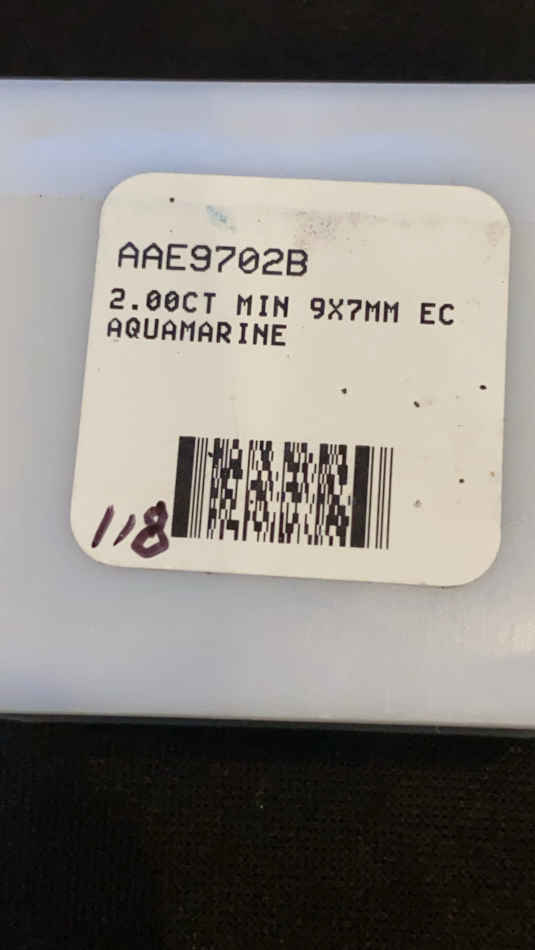 AAE9702B
2.00CT MIN 9X7MM EC
AQUAMARINE
118